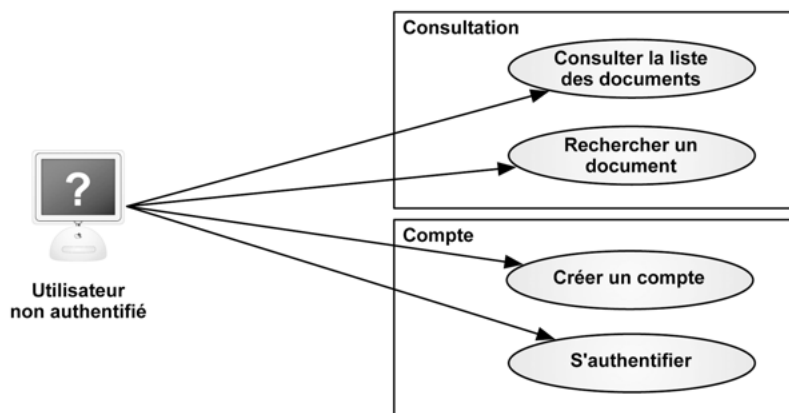 Consultation
Consulter la liste
des documents
Rechercher un
document
?
Utilisateur
non authentifié
Compte
Créer un compte
S'authentifier